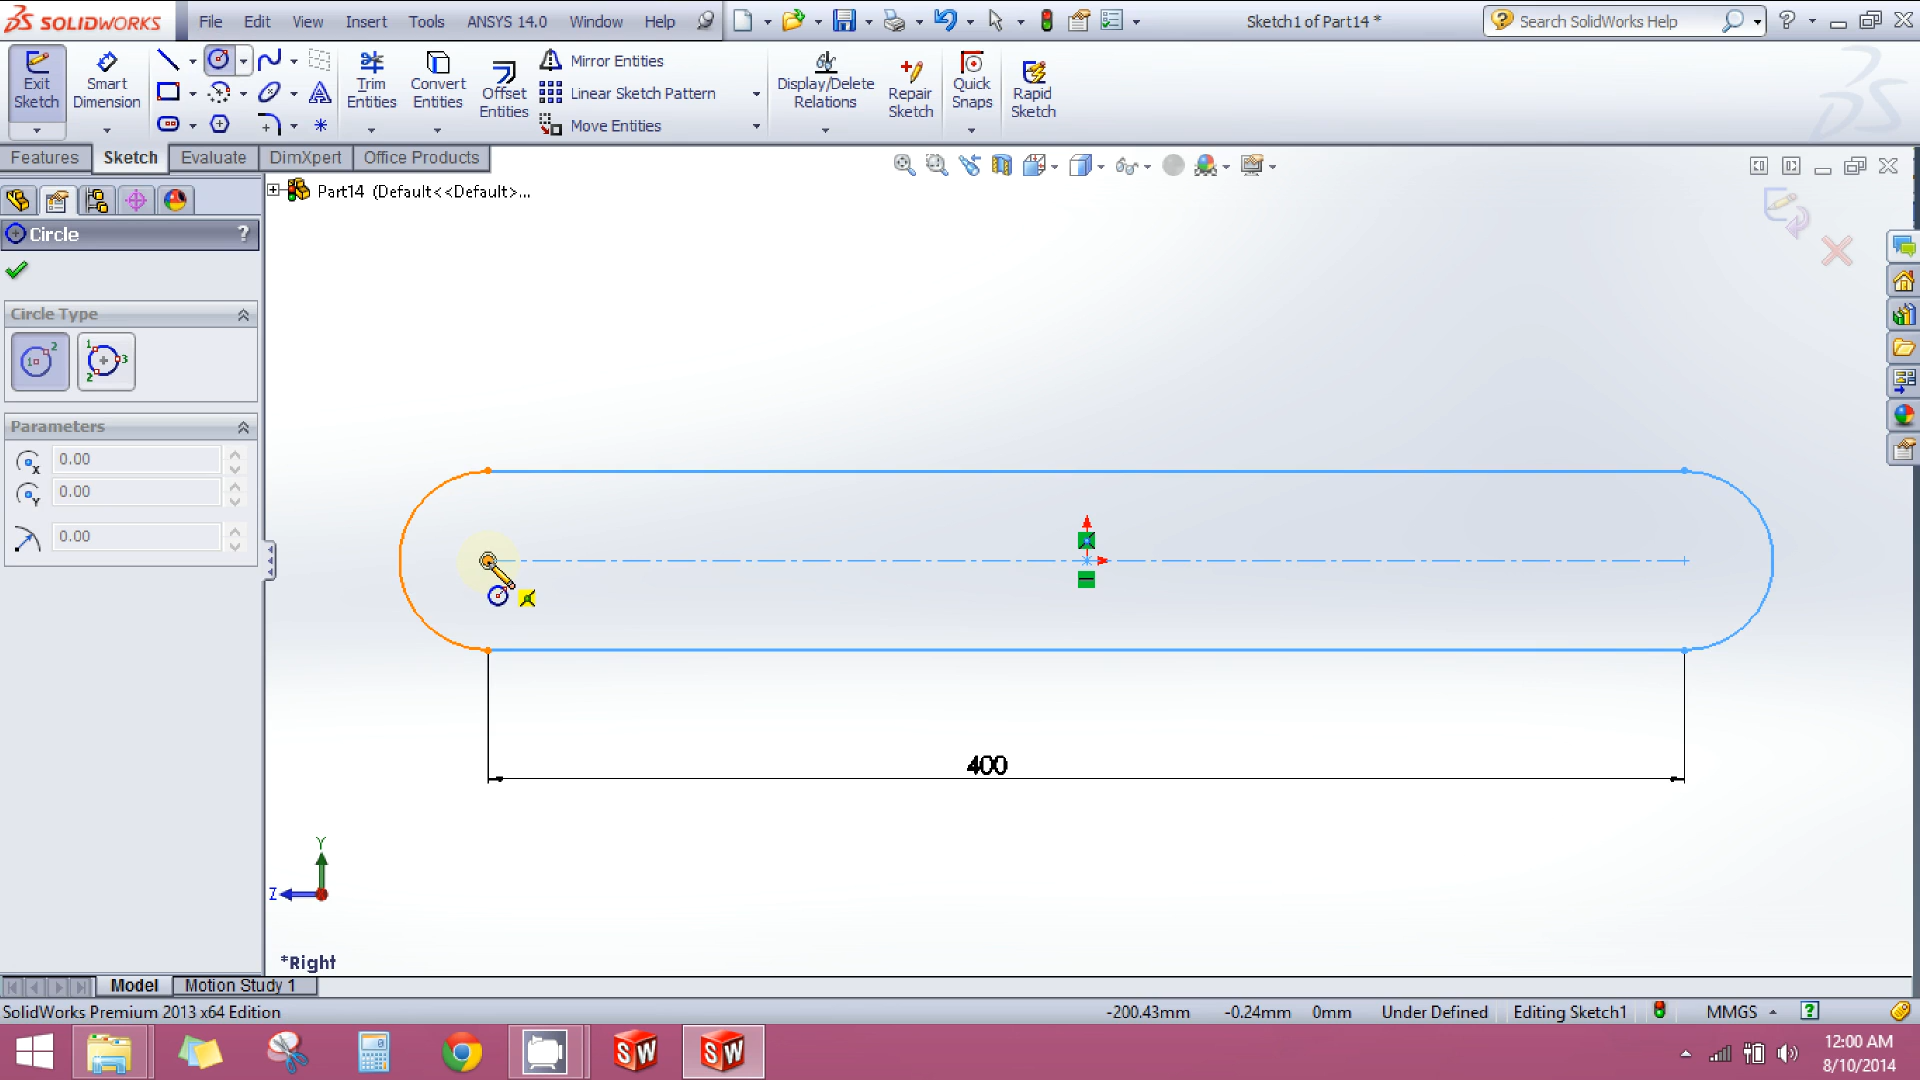 SOLIDWORKS File Edit View Insert Tools ANSYS 14.0 Window Help Sketch1 of Part14 * Search SolidWorks Help
Exit Sketch
Smart Dimension
Trim Entities
Convert Entities
Offset Entities
Mirror Entities
Linear Sketch Pattern
Move Entities
Display/Delete Relations
Repair Sketch
Quick Snaps
Rapid Sketch
Features Sketch Evaluate DimXpert Office Products
Part14 (Default<<Default>...
Circle ?
Circle Type
Parameters
0.00
0.00
0.00
400
Y
Z
*Right
Model Motion Study 1
SolidWorks Premium 2013 x64 Edition -200.43mm -0.24mm 0mm Under Defined Editing Sketch1 MMGS
12:00 AM
8/10/2014